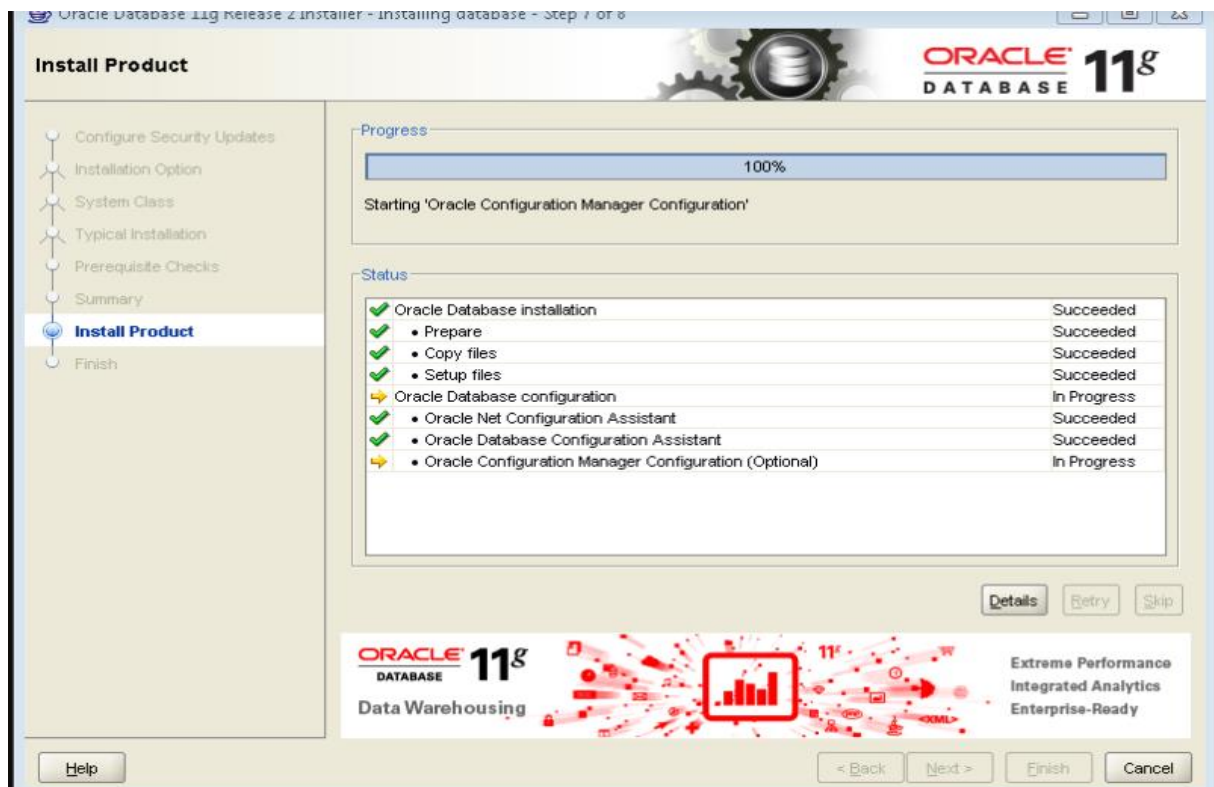 Oracle Database 11g Release 2 Installer - Installing database - Step 7 of 8
Install Product
ORACLE DATABASE 11g
Configure Security Updates
Installation Option
System Class
Typical Installation
Prerequisite Checks
Summary
Install Product
Finish
Progress
100%
Starting 'Oracle Configuration Manager Configuration'
Status
Oracle Database installation Succeeded
• Prepare Succeeded
• Copy files Succeeded
• Setup files Succeeded
Oracle Database configuration In Progress
• Oracle Net Configuration Assistant Succeeded
• Oracle Database Configuration Assistant Succeeded
• Oracle Configuration Manager Configuration (Optional) In Progress
Details Retry Skip
ORACLE DATABASE 11g
Data Warehousing
11g
<XML>
Extreme Performance
Integrated Analytics
Enterprise-Ready
Help < Back Next > Finish Cancel